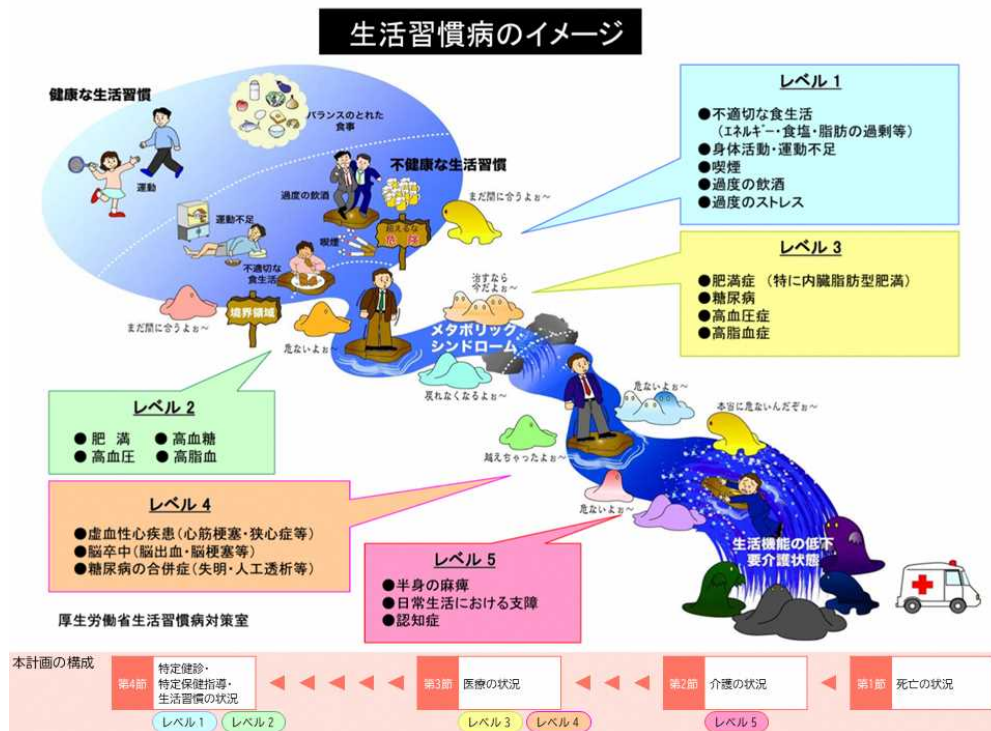 生活習慣病のイメージ
健康な生活習慣
バランスのとれた
食事
運動
不健康な生活習慣
過度の飲酒
運動不足
喫煙
超えるな
危険
不適切な
食生活
まだ間に合うよぉ～
境界領域
まだ間に合うよぉ～
危ないよぉ～
治すなら
今だよぉ～
メタボリック
シンドローム
戻れなくなるよぉ～
危ないよぉ～
本当に危ないんだぞぉ～
越えちゃったよぉ～
危ないよぉ～
生活機能の低下
要介護状態
レベル 1
●不適切な食生活
（エネルギー・食塩・脂肪の過剰等）
●身体活動・運動不足
●喫煙
●過度の飲酒
●過度のストレス
レベル 3
●肥満症 （特に内臓脂肪型肥満）
●糖尿病
●高血圧症
●高脂血症
レベル 2
● 肥 満 ● 高血糖
● 高血圧 ● 高脂血
レベル 4
●虚血性心疾患（心筋梗塞・狭心症等）
●脳卒中（脳出血・脳梗塞等）
●糖尿病の合併症（失明・人工透析等）
レベル 5
●半身の麻痺
●日常生活における支障
●認知症
厚生労働省生活習慣病対策室
本計画の構成
第4節
特定健診・
特定保健指導・
生活習慣の状況
第3節 医療の状況
第2節 介護の状況
第1節 死亡の状況
レベル 1 レベル 2 レベル 3 レベル 4 レベル 5